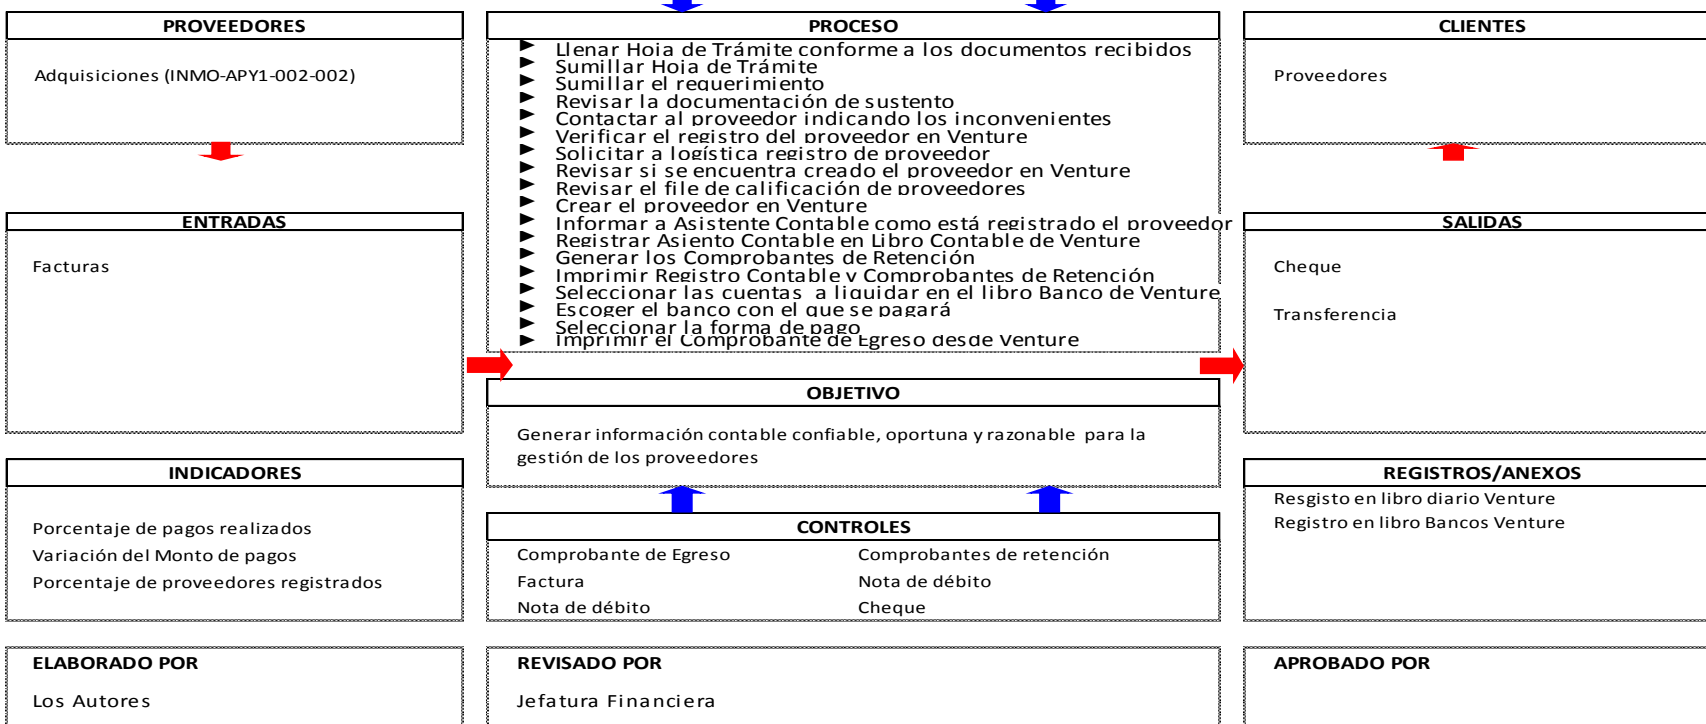 PROVEEDORES
Adquisiciones (INMO-APY1-002-002)
PROCESO
Llenar Hoja de Trámite conforme a los documentos recibidos
Sumillar Hoja de Trámite
Sumillar el requerimiento
Revisar la documentación de sustento
Contactar al proveedor indicando los inconvenientes
Verificar el registro del proveedor en Venture
Solicitar a logística registro de proveedor
Revisar si se encuentra creado el proveedor en Venture
Revisar el file de calificación de proveedores
Crear el proveedor en Venture
Informar a Asistente Contable como está registrado el proveedor
Registrar Asiento Contable en Libro Contable de Venture
Generar los Comprobantes de Retención
Imprimir Registro Contable y Comprobantes de Retención
Seleccionar las cuentas a liquidar en el libro Banco de Venture
Escoger el banco con el que se pagará
Seleccionar la forma de pago
Imprimir el Comprobante de Egreso desde Venture
CLIENTES
Proveedores
ENTRADAS
Facturas
SALIDAS
Cheque
Transferencia
OBJETIVO
Generar información contable confiable, oportuna y razonable para la
gestión de los proveedores
INDICADORES
Porcentaje de pagos realizados
Variación del Monto de pagos
Porcentaje de proveedores registrados
CONTROLES
Comprobante de Egreso Comprobantes de retención
Factura Nota de débito
Nota de débito Cheque
REGISTROS/ANEXOS
Resgisto en libro diario Venture
Registro en libro Bancos Venture
ELABORADO POR
Los Autores
REVISADO POR
Jefatura Financiera
APROBADO POR